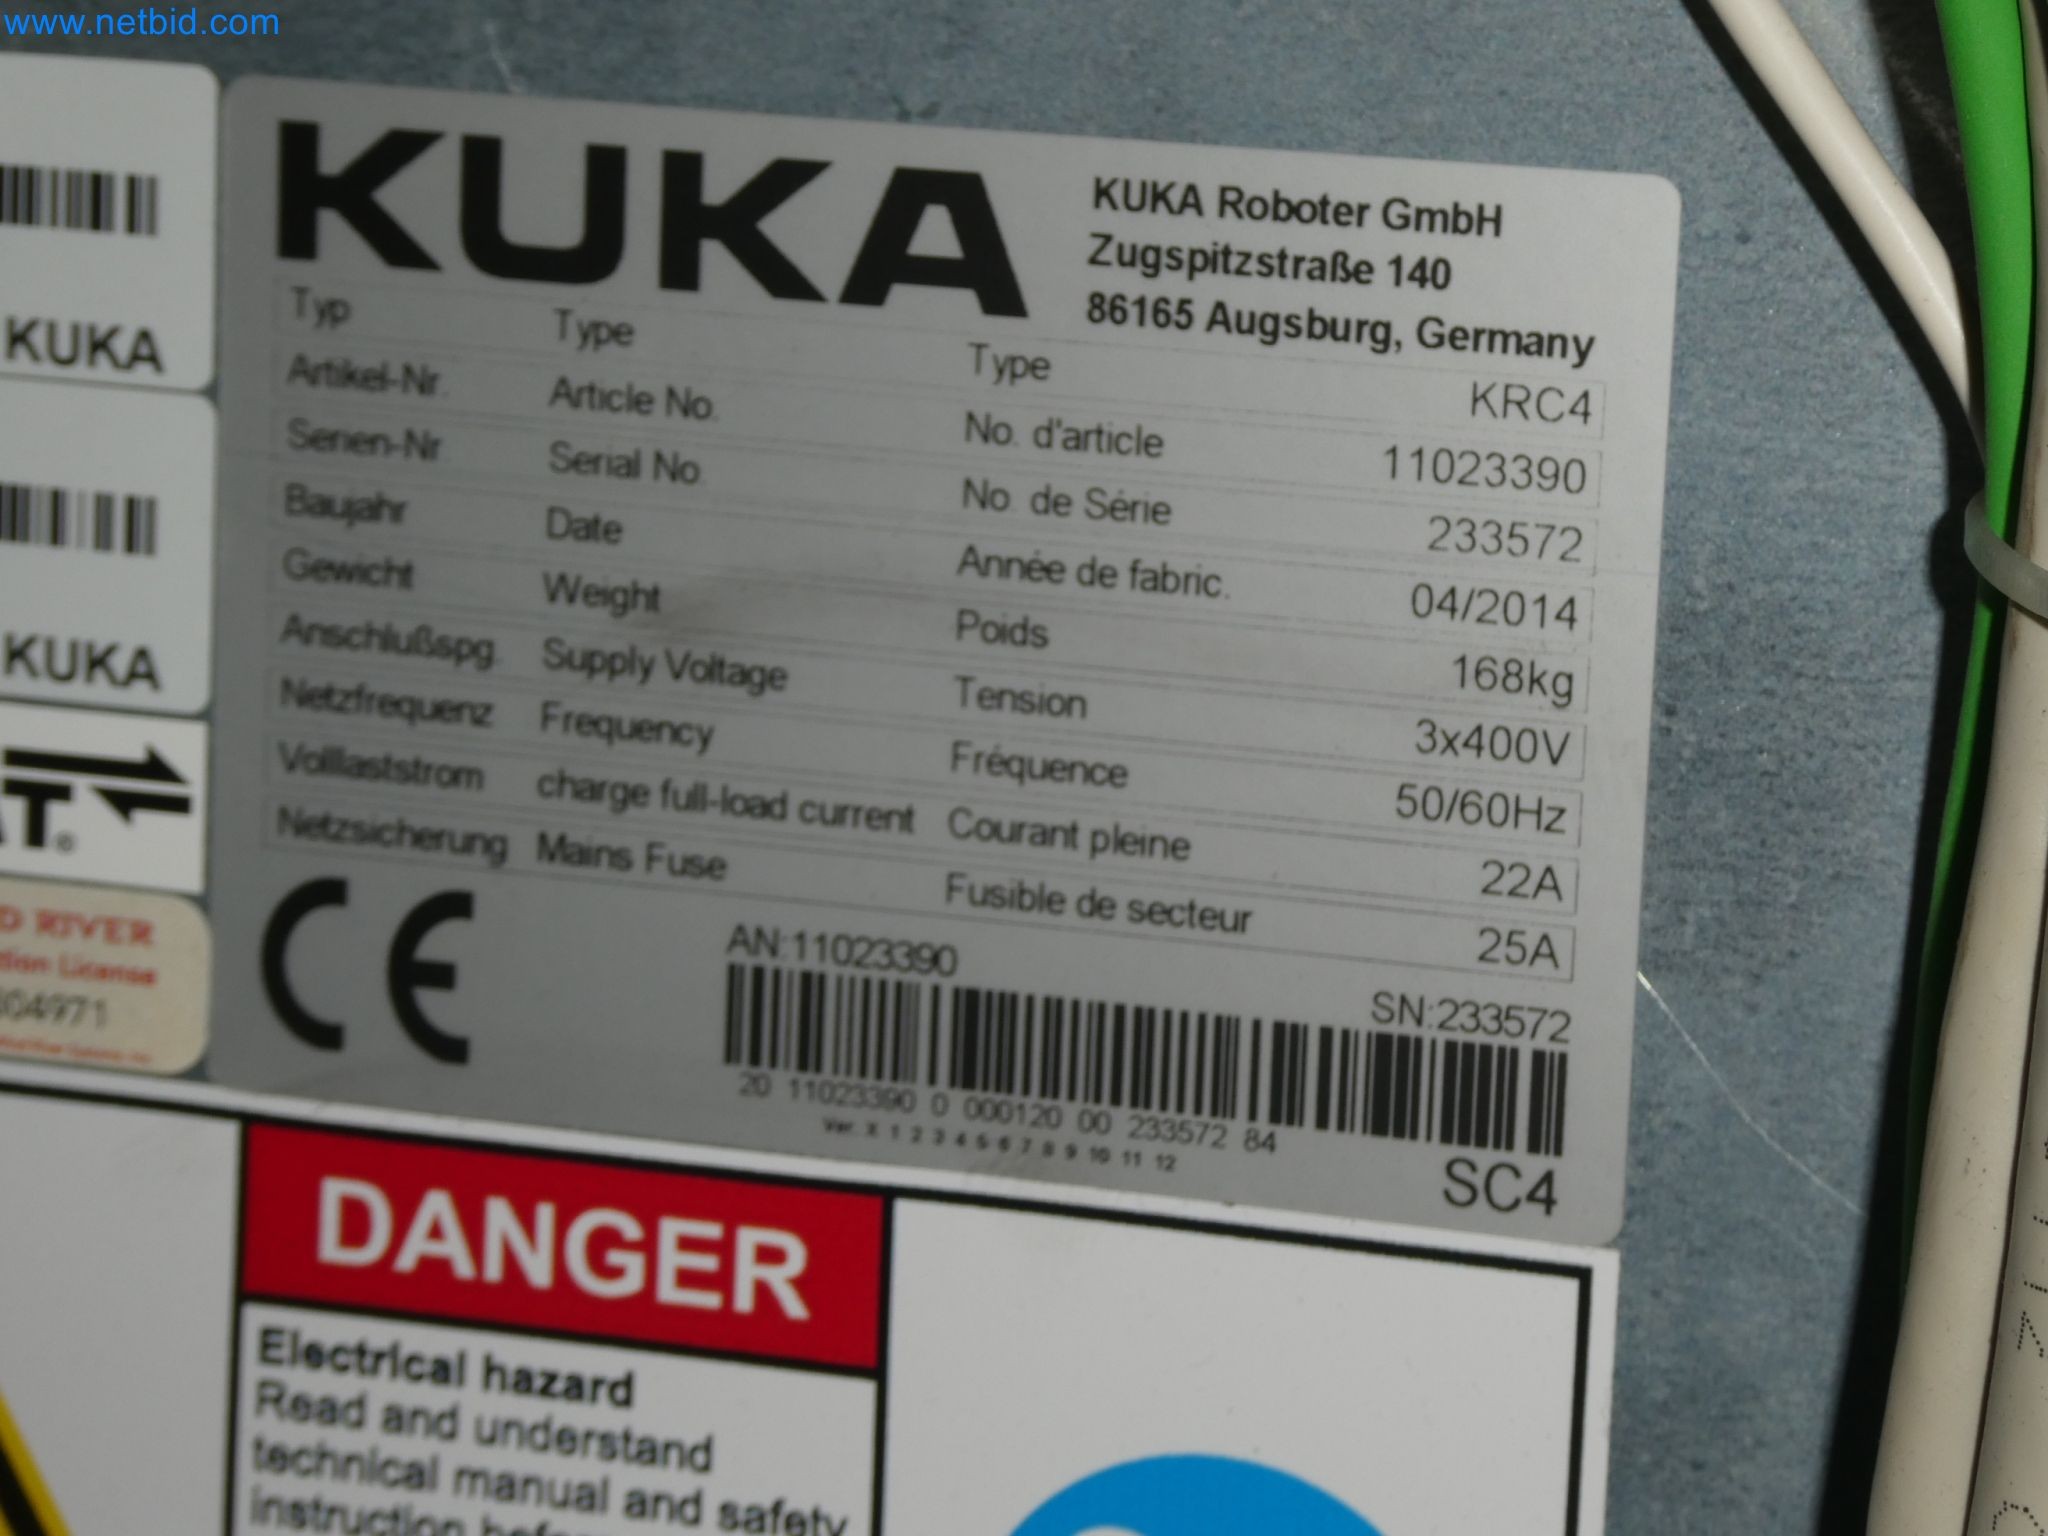 www.netbid.com
KUKA
KUKA
RIVER
License
04971
KUKA
KUKA Roboter GmbH
Zugspitzstraße 140
86165 Augsburg, Germany
Typ Type Type KRC4
Artikel-Nr. Article No. No. d'article 11023390
Serien-Nr Serial No. No. de Série 233572
Baujahr Date Année de fabric. 04/2014
Gewicht Weight Poids 168kg
Anschlußspg. Supply Voltage Tension 3x400V
Netzfrequenz Frequency Fréquence 50/60Hz
Volllaststrom charge full-load current Courant pleine 22A
Netzsicherung Mains Fuse Fusible de secteur 25A
CE
AN:11023390 SN:233572
20 11023390 0 000120 00 233572 84
Ver. X 1 2 3 4 5 6 7 8 9 10 11 12
SC4
DANGER
Electrical hazard
Read and understand
technical manual and safety
instruction